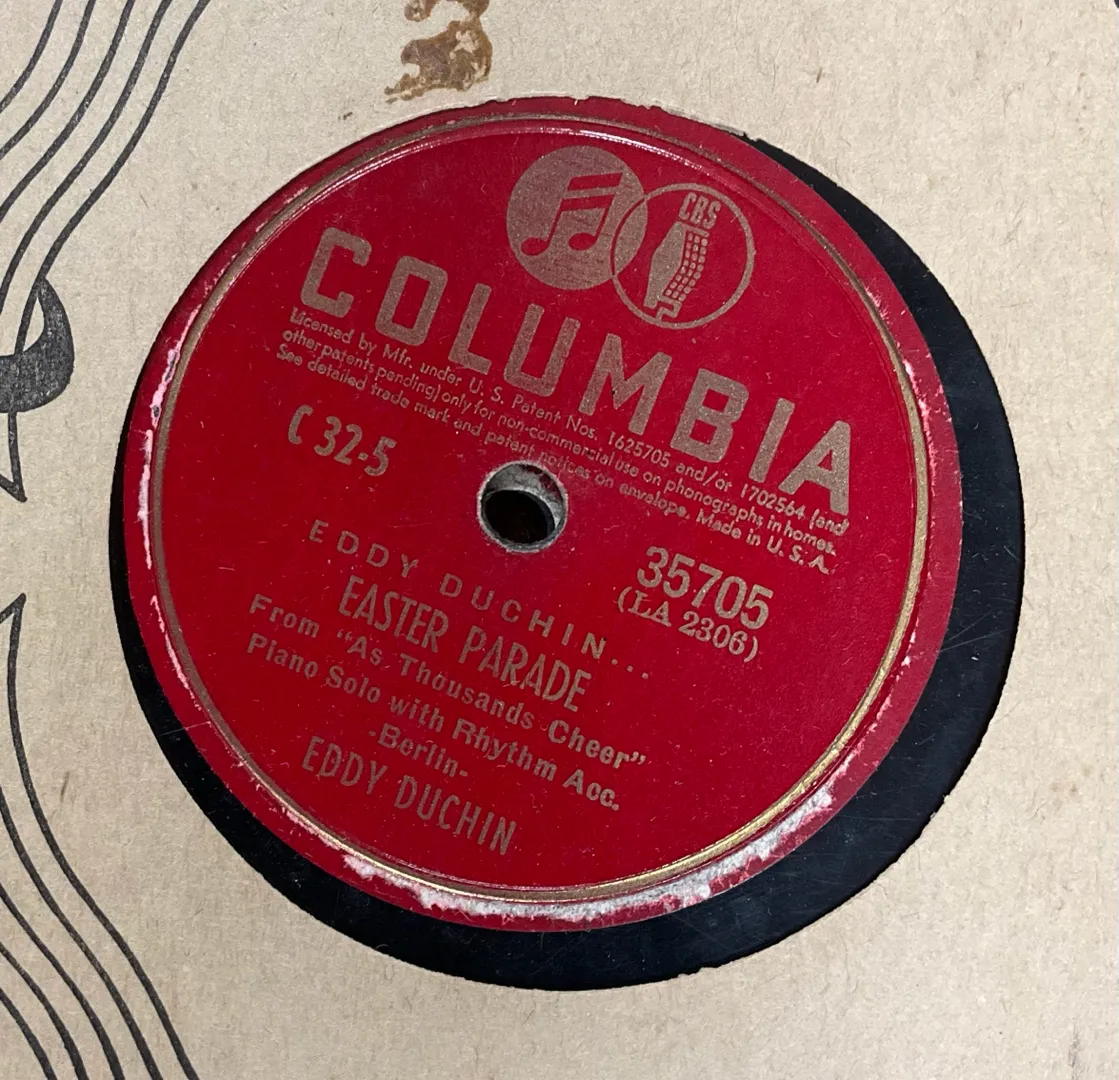 CBS
COLUMBIA
Licensed by Mfr. under U. S. Patent Nos. 1625705 and/or 1702564 (and
other patents pending) only for non-commercial use on phonographs in homes.
See detailed trade mark and patent notices on envelope. Made in U. S. A.
C 32-5
35705
(LA 2306)
EDDY DUCHIN...
EASTER PARADE
From "As Thousands Cheer"
Piano Solo with Rhythm Acc.
-Berlin-
EDDY DUCHIN